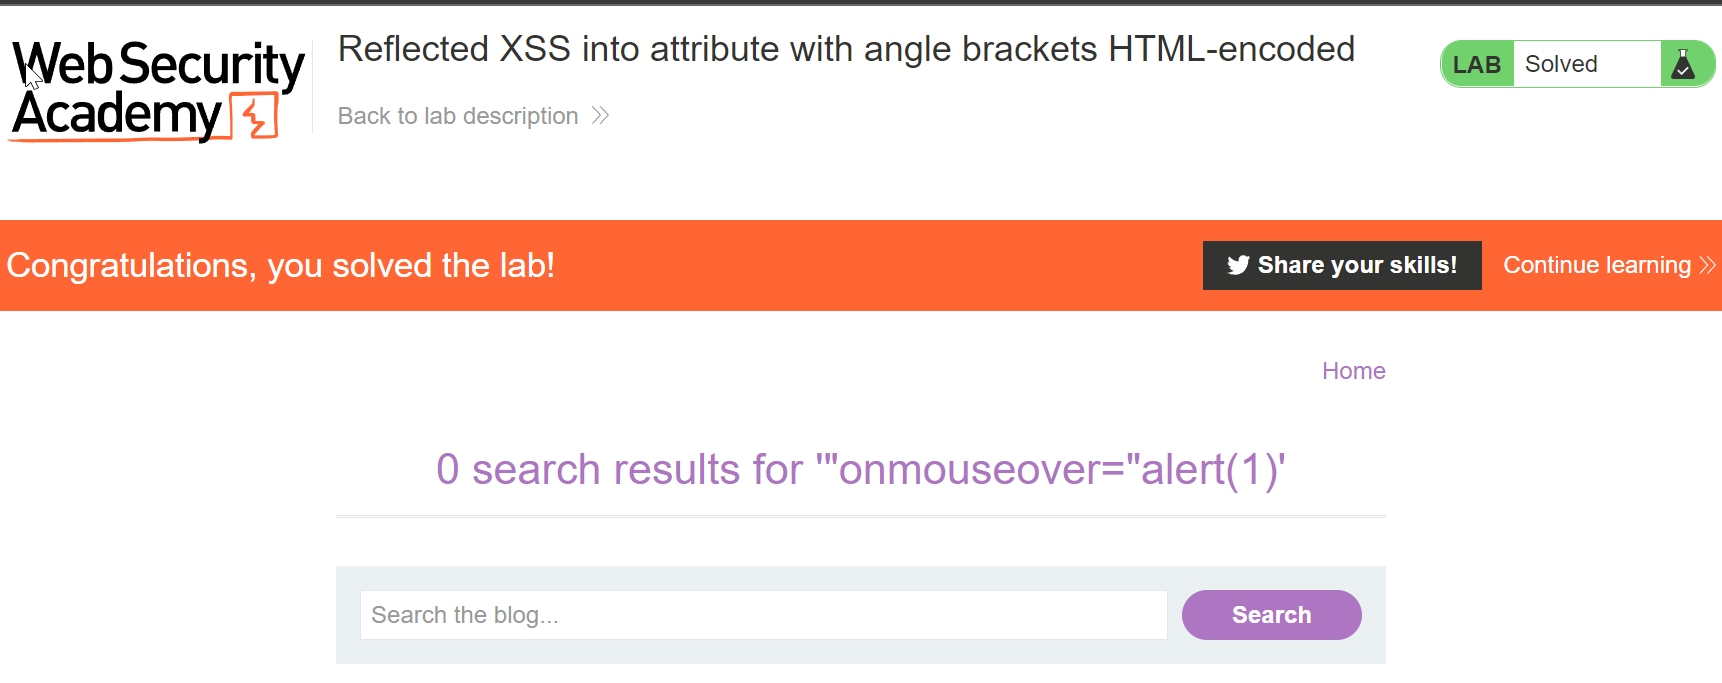 Web Security
Academy
Reflected XSS into attribute with angle brackets HTML-encoded
Back to lab description
LAB Solved
Congratulations, you solved the lab!
Share your skills!
Continue learning
Home
0 search results for '"onmouseover="alert(1)'
Search the blog...
Search